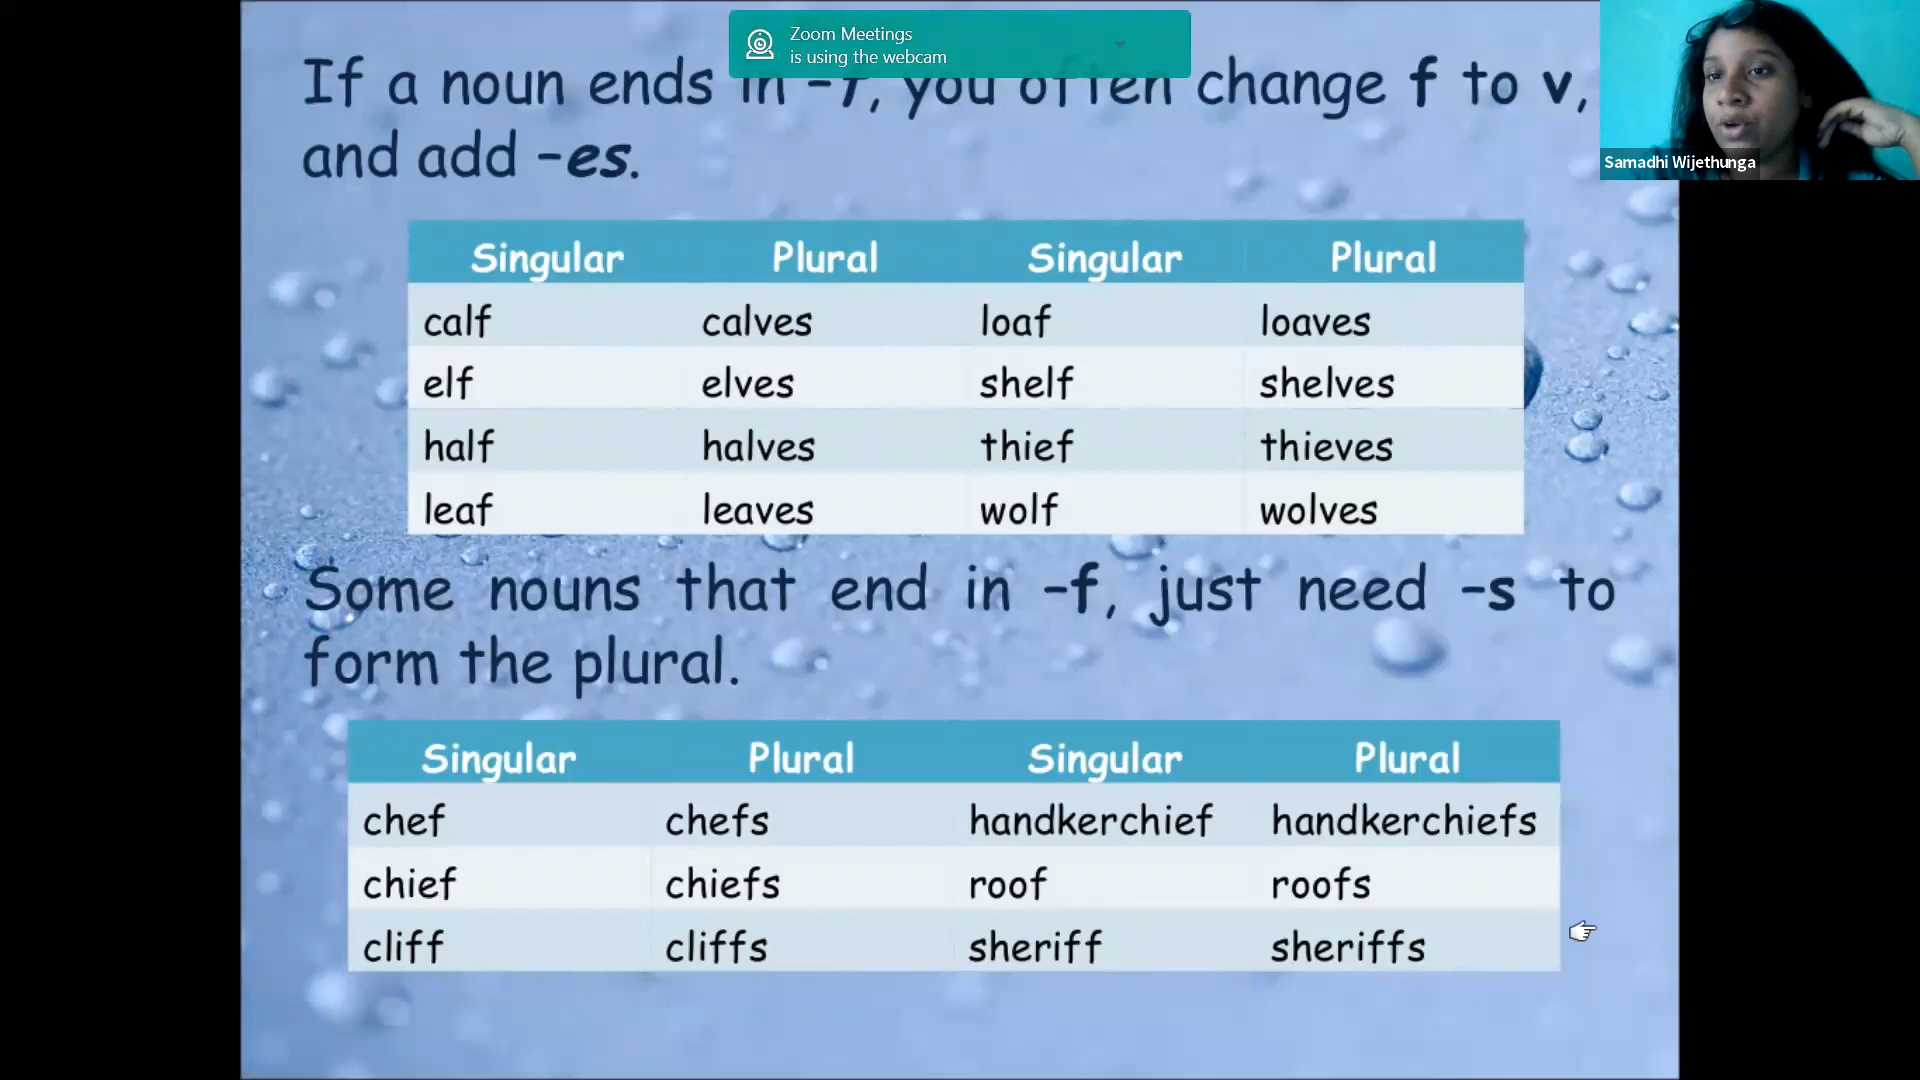 Zoom Meetings
is using the webcam
If a noun ends in –f, you often change f to v,
and add –es.
Samadhi Wijethunga
Singular Plural Singular Plural
calf calves loaf loaves
elf elves shelf shelves
half halves thief thieves
leaf leaves wolf wolves
Some nouns that end in –f, just need –s to
form the plural.
Singular Plural Singular Plural
chef chefs handkerchief handkerchiefs
chief chiefs roof roofs
cliff cliffs sheriff sheriffs